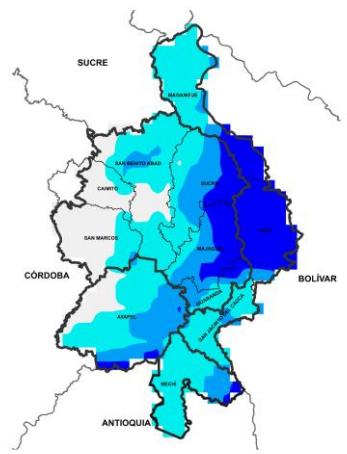 SUCRE
MAGANGUÉ
SAN BENITO ABAD
CAIMITO
SUCRE
SAN MARCOS
MAJAGUAL
CÓRDOBA
BOLÍVAR
GUARANDA
SAN JACINTO DEL CAUCA
AYAPEL
NECHÍ
ANTIOQUIA